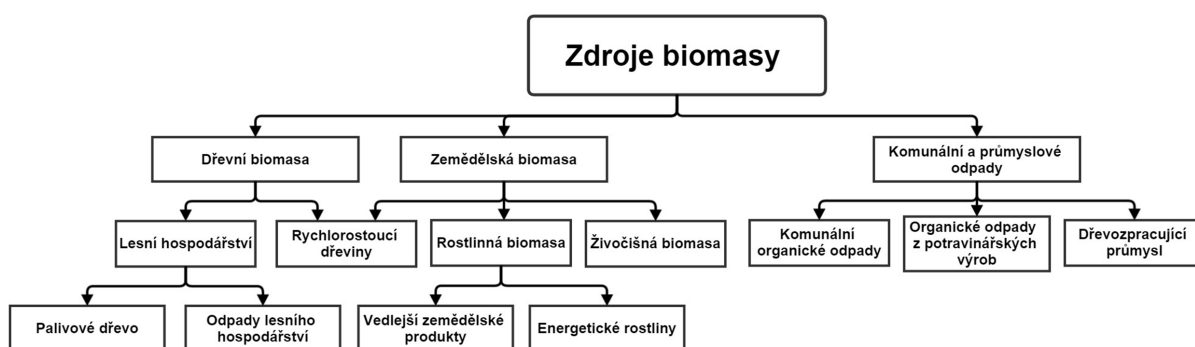 Zdroje biomasy
Dřevní biomasa
Zemědělská biomasa
Komunální a průmyslové
odpady
Lesní hospodářství
Rychlorostoucí
dřeviny
Rostlinná biomasa
Živočišná biomasa
Komunální
organické odpady
Organické odpady
z potravinářských
výrob
Dřevozpracující
průmysl
Palivové dřevo
Odpady lesního
hospodářství
Vedlejší zemědělské
produkty
Energetické rostliny